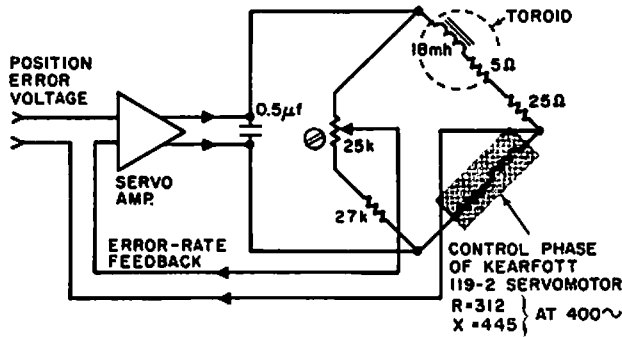 TOROID
18mh
5Ω
25Ω
POSITION
ERROR
VOLTAGE
0.5μf
25k
SERVO
AMP.
27k
ERROR-RATE
FEEDBACK
CONTROL PHASE
OF KEARFOTT
119-2 SERVOMOTOR
R=312
X=445
AT 400~